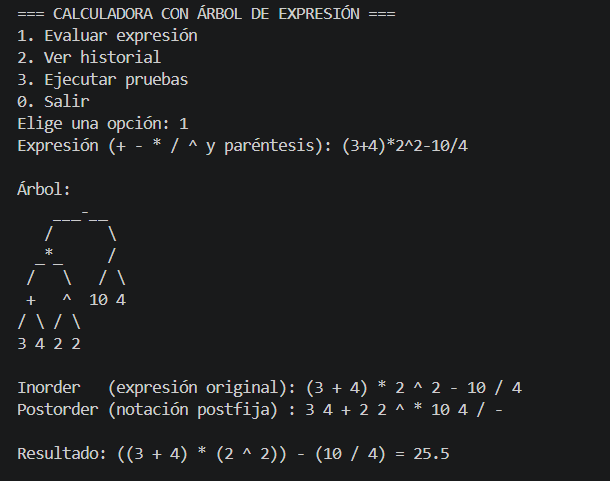 === CALCULADORA CON ÁRBOL DE EXPRESIÓN ===
1. Evaluar expresión
2. Ver historial
3. Ejecutar pruebas
0. Salir
Elige una opción: 1
Expresión (+ - * / ^ y paréntesis): (3+4)*2^2-10/4

Árbol:
    ___-__
   /      \
  _*_     /
 /   \   / \
 +   ^  10 4
/ \ / \
3 4 2 2

Inorder   (expresión original): (3 + 4) * 2 ^ 2 - 10 / 4
Postorder (notación postfija) : 3 4 + 2 2 ^ * 10 4 / -

Resultado: ((3 + 4) * (2 ^ 2)) - (10 / 4) = 25.5